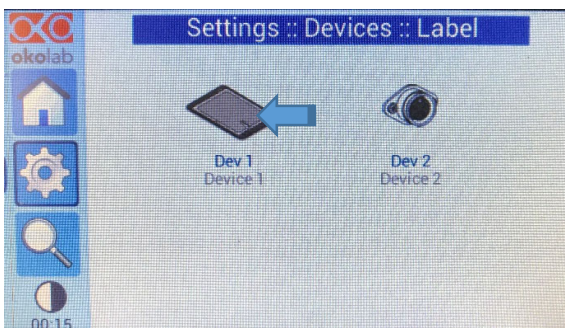 Settings :: Devices :: Label
okolab
Dev 1
Device 1
Dev 2
Device 2
00:15